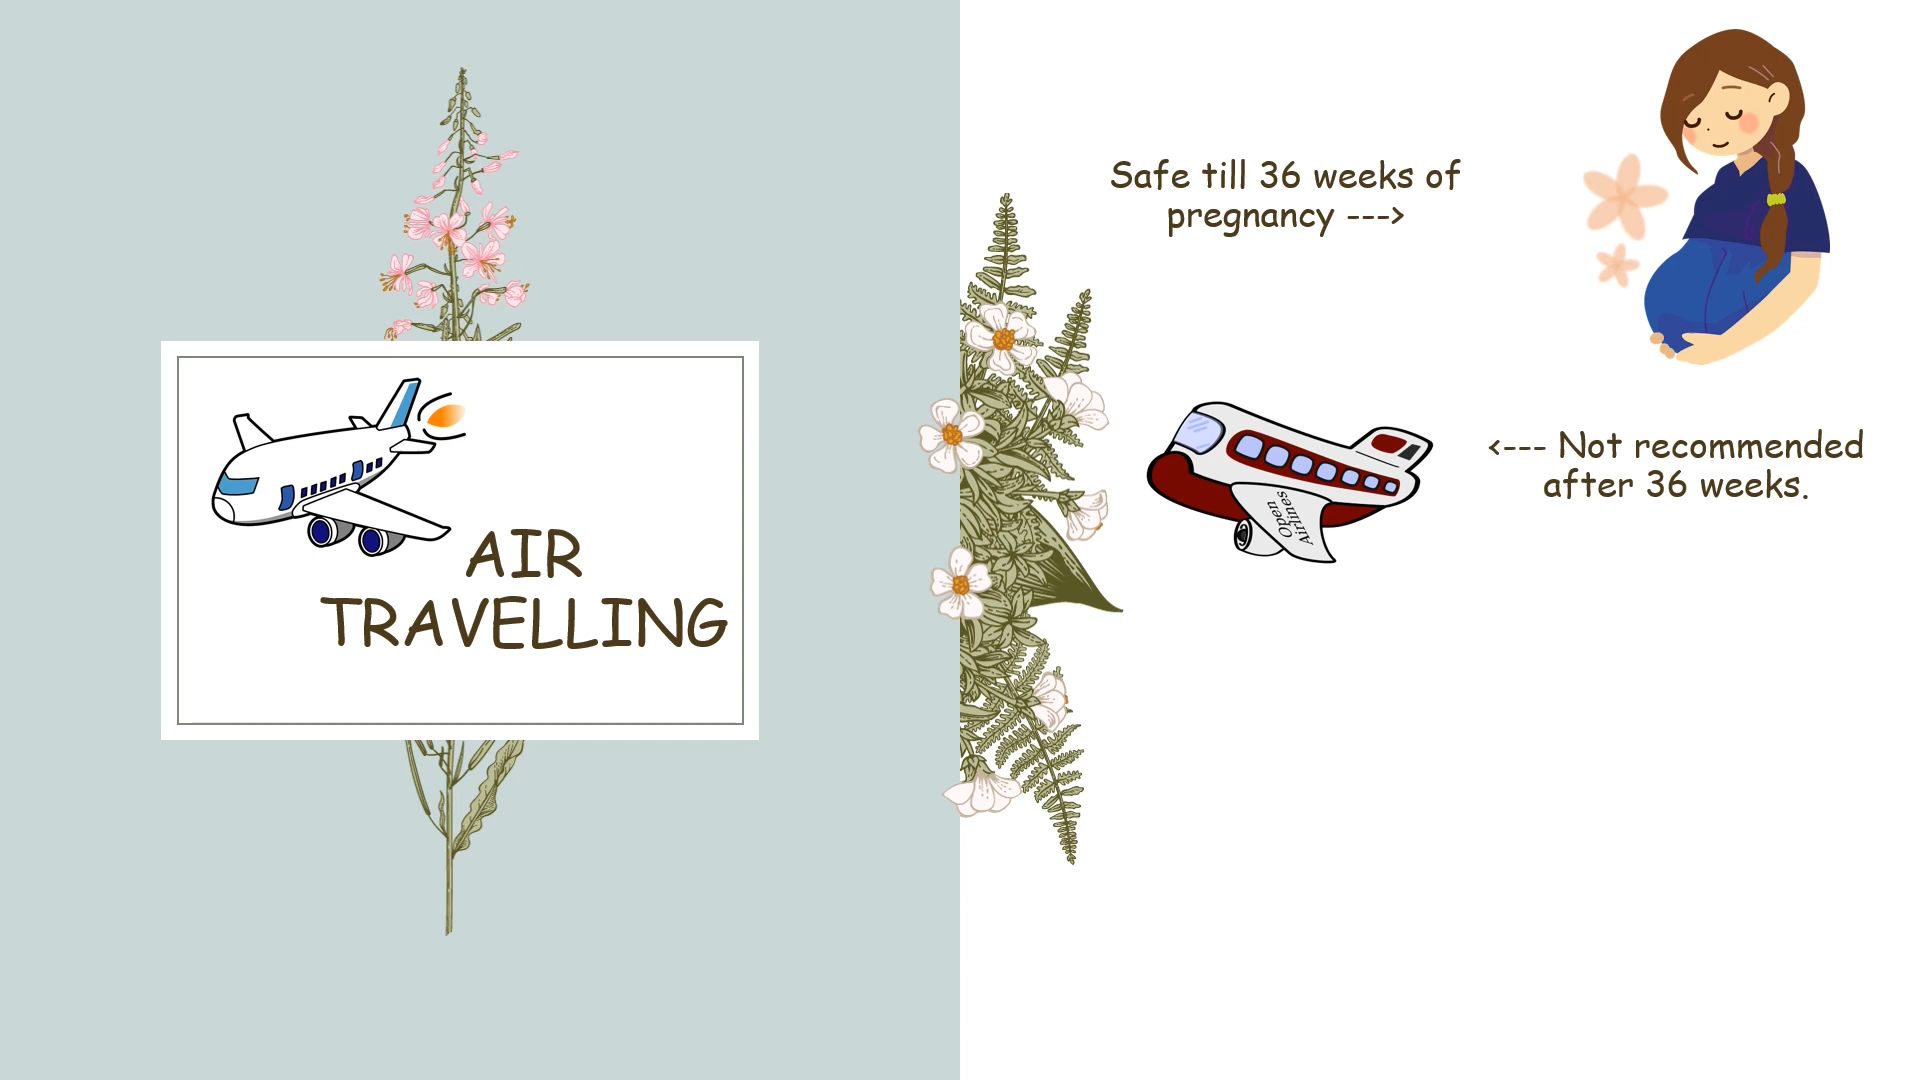 AIR
TRAVELLING
Safe till 36 weeks of
pregnancy --->
<--- Not recommended
after 36 weeks.
Open
Airlines